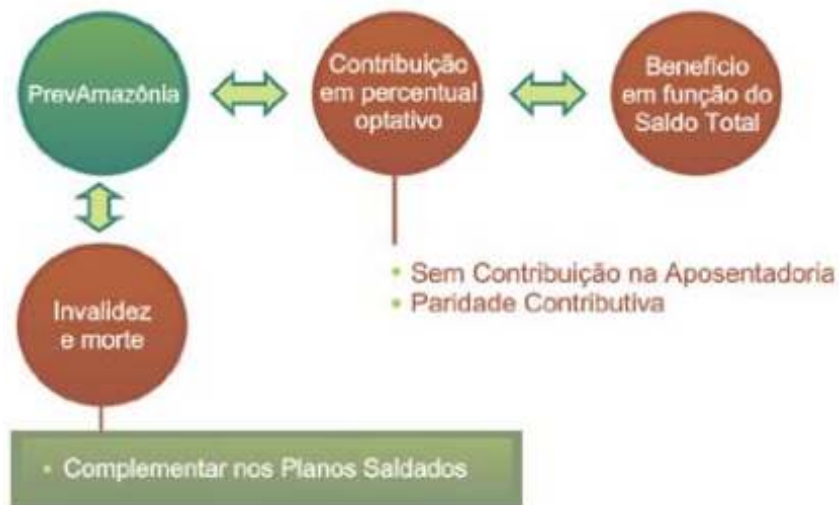 PrevAmazônia
Contribuição
em percentual
optativo
Benefício
em função do
Saldo Total
• Sem Contribuição na Aposentadoria
• Paridade Contributiva
Invalidez
e morte
• Complementar nos Planos Saldados